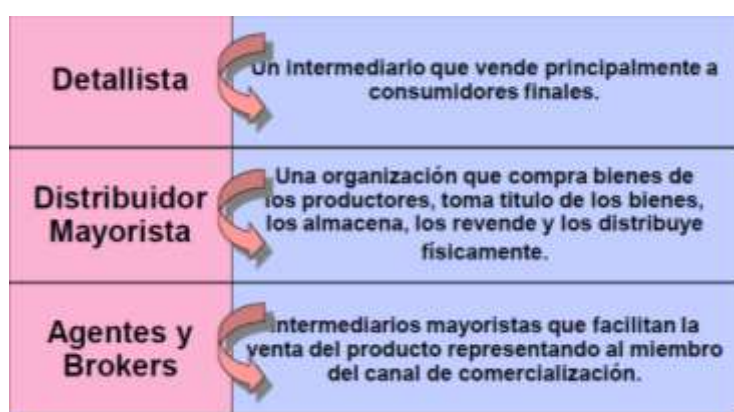 Detallista
Un intermediario que vende principalmente a
consumidores finales.
Distribuidor
Mayorista
Una organización que compra bienes de
los productores, toma titulo de los bienes,
los almacena, los revende y los distribuye
físicamente.
Agentes y
Brokers
Intermediarios mayoristas que facilitan la
venta del producto representando al miembro
del canal de comercialización.